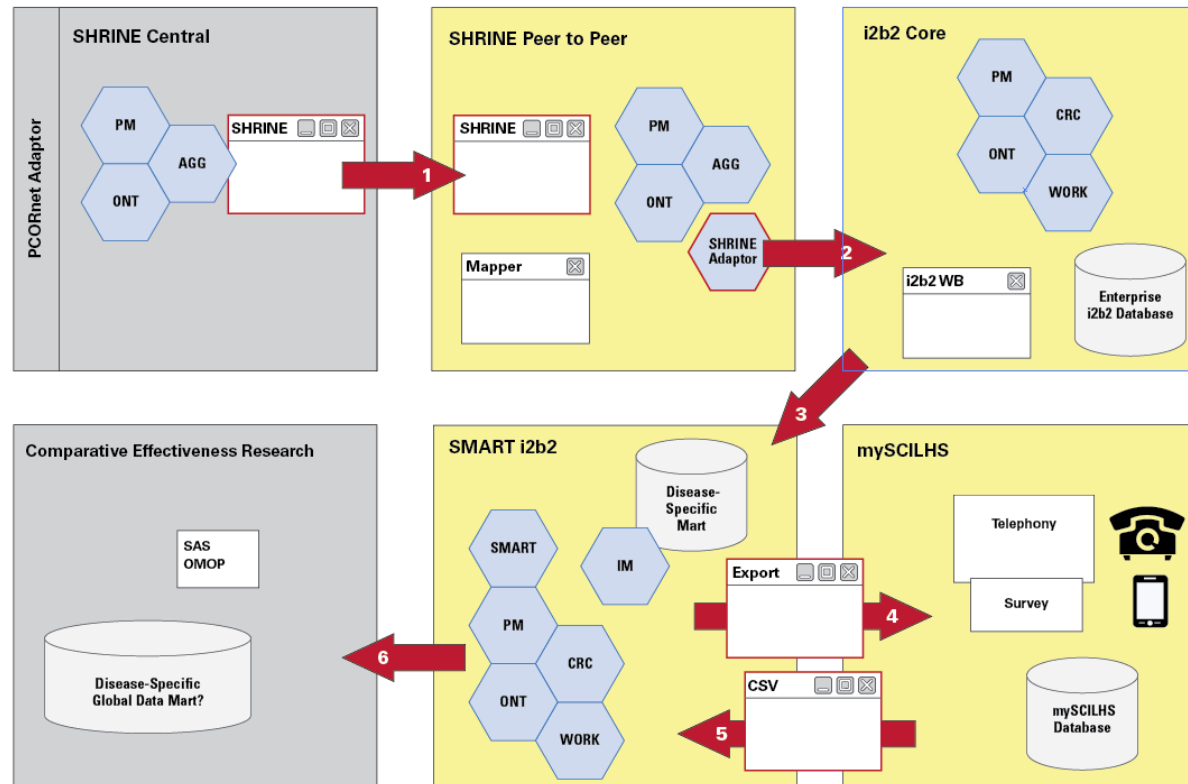 PCORnet Adaptor
SHRINE Central
PM
AGG
ONT
SHRINE
1
SHRINE Peer to Peer
SHRINE
PM
AGG
ONT
SHRINE
Adaptor
Mapper
2
i2b2 Core
PM
CRC
ONT
WORK
i2b2 WB
Enterprise
i2b2 Database
3
Comparative Effectiveness Research
SAS
OMOP
Disease-Specific
Global Data Mart?
6
SMART i2b2
Disease-
Specific
Mart
SMART
IM
PM
CRC
ONT
WORK
Export
4
CSV
5
mySCILHS
Telephony
Survey
mySCILHS
Database